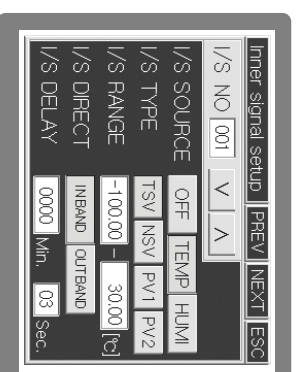 Inner signal setup PREV NEXT ESC
I/S NO 001 < >
I/S SOURCE OFF TEMP HUMI
I/S TYPE TSV NSV PV1 PV2
I/S RANGE -100.00 - 30.00 [℃]
I/S DIRECT INBAND OUTBAND
I/S DELAY 0000 Min. 03 Sec.